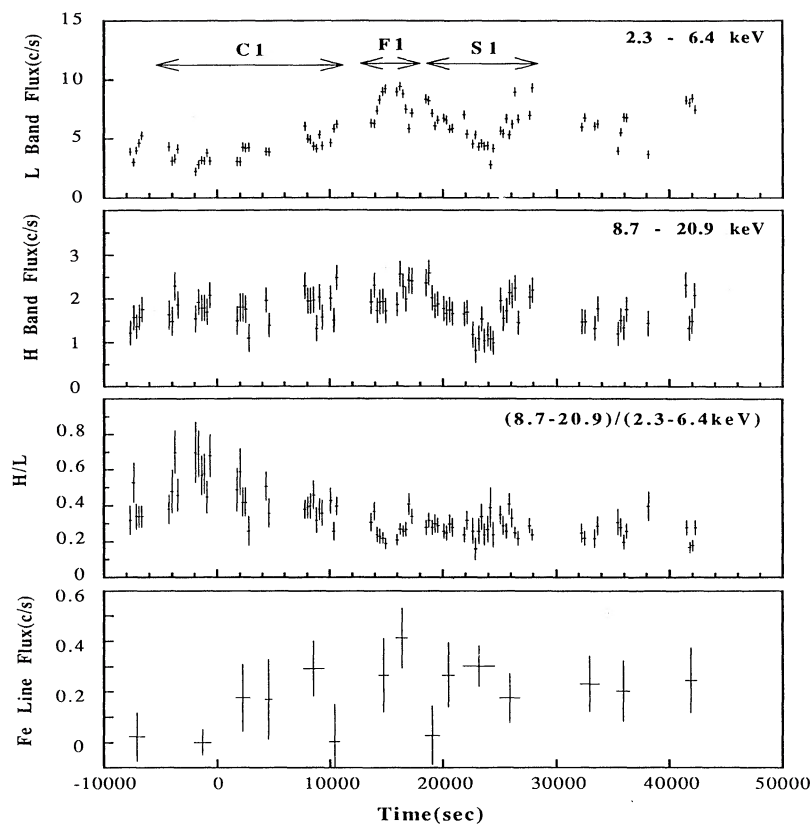 15
C1
F1
S1
2.3 - 6.4 keV
10
5
0
L Band Flux(c/s)
8.7 - 20.9 keV
3
2
1
0
H Band Flux(c/s)
(8.7-20.9)/(2.3-6.4keV)
0.8
0.6
0.4
0.2
0
H/L
0.6
0.4
0.2
0
Fe Line Flux(c/s)
-10000 0 10000 20000 30000 40000 50000
Time(sec)